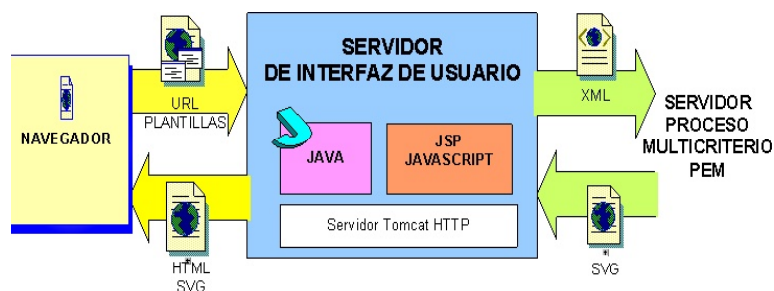 NAVEGADOR
URL
PLANTILLAS
HTML
SVG
SERVIDOR
DE INTERFAZ DE USUARIO
JAVA
JSP
JAVASCRIPT
Servidor Tomcat HTTP
XML
SVG
SERVIDOR
PROCESO
MULTICRITERIO
PEM